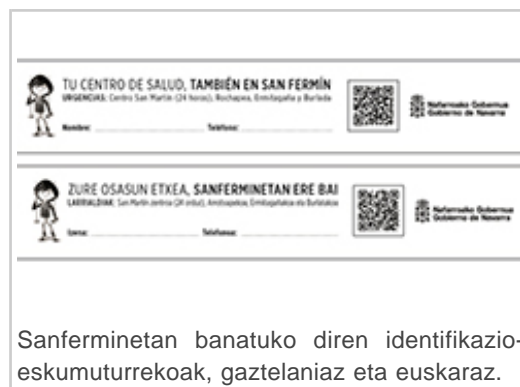 TU CENTRO DE SALUD, TAMBIÉN EN SAN FERMÍN
URGENCIAS: Centro San Martín (24 horas), Rochapea, Ermitagaña y Burlada
Nombre: Teléfono:
Nafarroako Gobernua
Gobierno de Navarra
ZURE OSASUN ETXEA, SANFERMINETAN ERE BAI
LARRIALDIAK: San Martin zentroa (24 orduz), Arrotxapekoa, Ermitagañakoa eta Burlatakoa
Izena: Telefonoa:
Nafarroako Gobernua
Gobierno de Navarra
Sanferminetan banatuko diren identifikazio-
eskumuturrekoak, gaztelaniaz eta euskaraz.